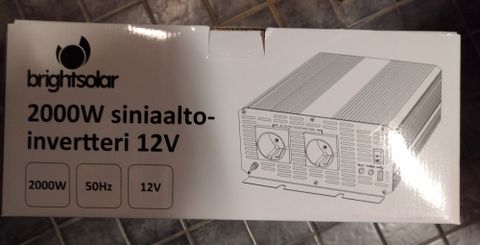 brightsolar
2000W siniaalto-
invertteri 12V
2000W
50Hz
12V